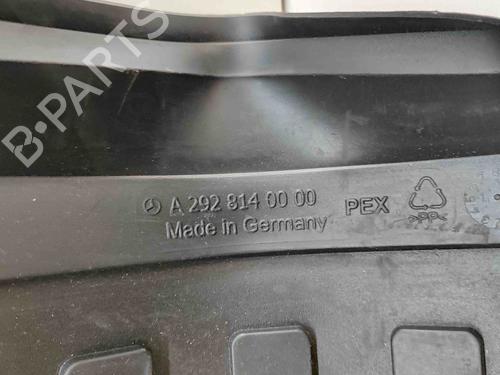 B-PARTS
A 292 814 00 00 PEX
Made in Germany >PP<